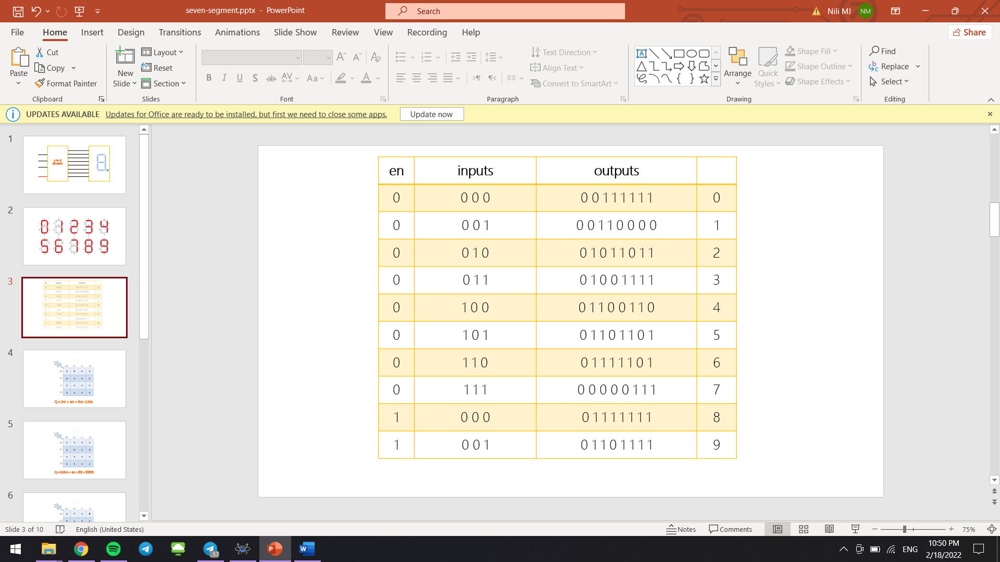 seven-segment.pptx - PowerPoint
Search
Nili MJ
NM
File Home Insert Design Transitions Animations Slide Show Review View Recording Help
Share
Paste
Cut
Copy
Format Painter
Clipboard
New
Slide
Layout
Reset
Section
Slides
B I U S ab AV Aa A
Font
Text Direction
Align Text
Convert to SmartArt
Paragraph
Arrange
Quick
Styles
Shape Fill
Shape Outline
Shape Effects
Drawing
Find
Replace
Select
Editing
UPDATES AVAILABLE Updates for Office are ready to be installed, but first we need to close some apps. Update now
1
2
3
4
5
6
en inputs outputs
0 0 0 0 0 0 1 1 1 1 1 1 0
0 0 0 1 0 0 1 1 0 0 0 0 1
0 0 1 0 0 1 0 1 1 0 1 1 2
0 0 1 1 0 1 0 0 1 1 1 1 3
0 1 0 0 0 1 1 0 0 1 1 0 4
0 1 0 1 0 1 1 0 1 1 0 1 5
0 1 1 0 0 1 1 1 1 1 0 1 6
0 1 1 1 0 0 0 0 0 1 1 1 7
1 0 0 0 0 1 1 1 1 1 1 1 8
1 0 0 1 0 1 1 0 1 1 1 1 9
Slide 3 of 10
English (United States)
Notes
Comments
75%
..57
ENG
10:50 PM
2/18/2022